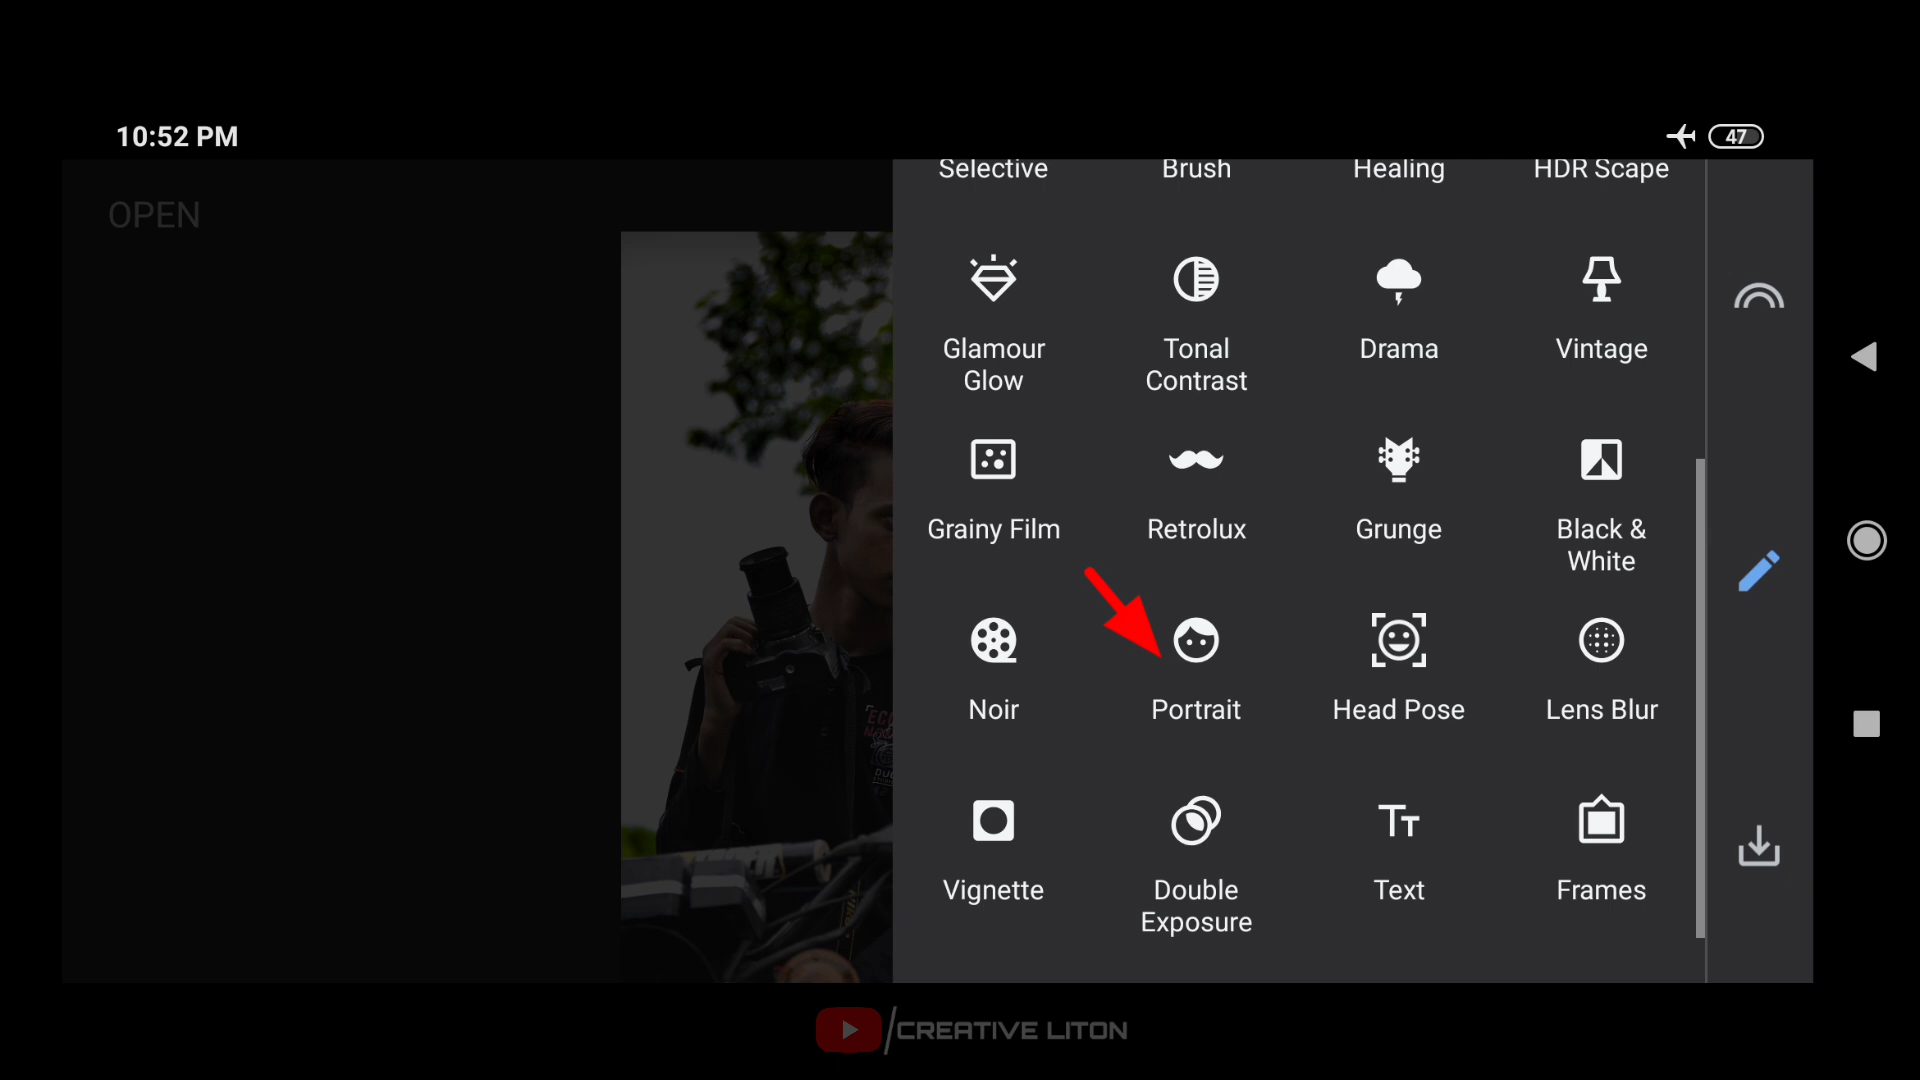 10:52 PM
47
OPEN
Selective Brush Healing HDR Scape
Glamour Glow
Tonal Contrast
Drama
Vintage
Grainy Film
Retrolux
Grunge
Black & White
Noir
Portrait
Head Pose
Lens Blur
Vignette
Double Exposure
Text
Frames
CREATIVE LITON